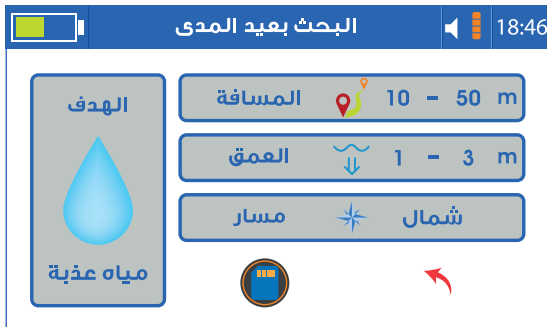 البحث بعيد المدى 18:46
الهدف
مياه عذبة
المسافة 10 - 50 m
العمق 1 - 3 m
مسار شمال